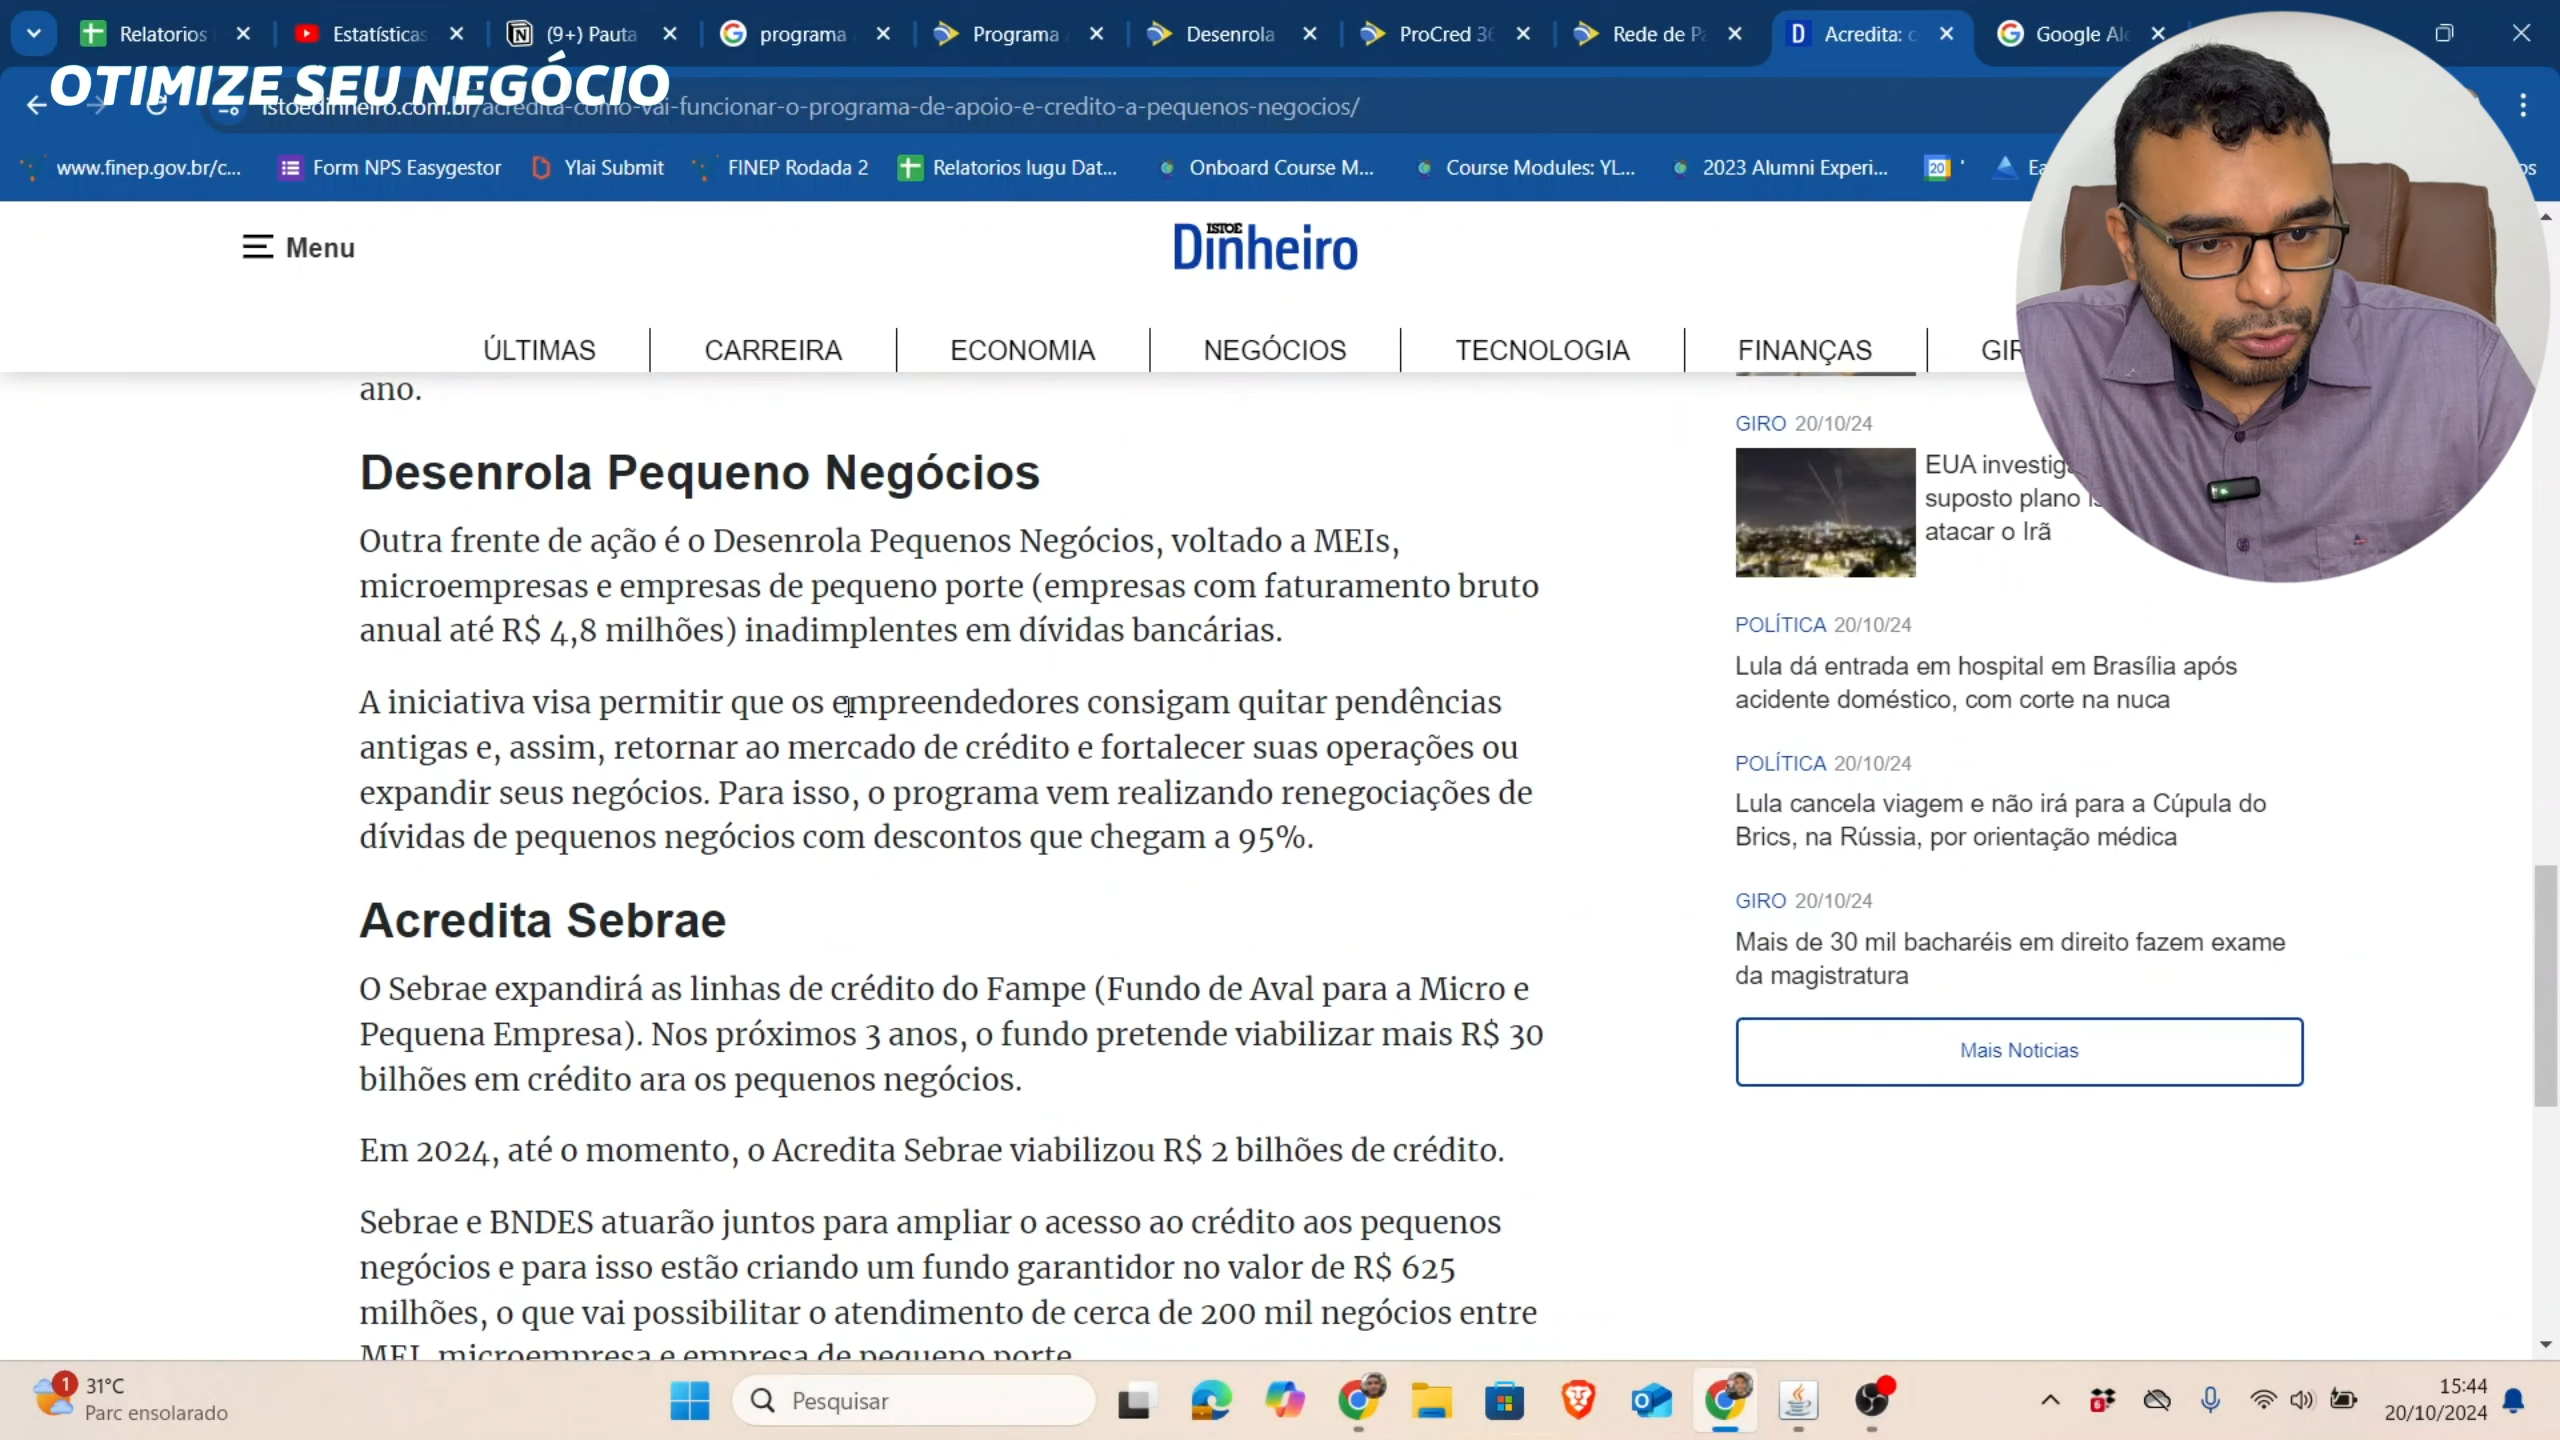 Relatorios
Estatísticas
(9+) Pauta
programa
Programa
Desenrola
ProCred 36
Rede de Pa
Acredita: c
Google Ale
OTIMIZE SEU NEGÓCIO
istoedinheiro.com.br/acredita-como-vai-funcionar-o-programa-de-apoio-e-credito-a-pequenos-negocios/
www.finep.gov.br/c...
Form NPS Easygestor
Ylai Submit
FINEP Rodada 2
Relatorios Iugu Dat...
Onboard Course M...
Course Modules: YL...
2023 Alumni Experi...
20
Menu
ISTOÉ
Dinheiro
ÚLTIMAS
CARREIRA
ECONOMIA
NEGÓCIOS
TECNOLOGIA
FINANÇAS
ano.
Desenrola Pequeno Negócios
Outra frente de ação é o Desenrola Pequenos Negócios, voltado a MEIs,
microempresas e empresas de pequeno porte (empresas com faturamento bruto
anual até R$ 4,8 milhões) inadimplentes em dívidas bancárias.
A iniciativa visa permitir que os empreendedores consigam quitar pendências
antigas e, assim, retornar ao mercado de crédito e fortalecer suas operações ou
expandir seus negócios. Para isso, o programa vem realizando renegociações de
dívidas de pequenos negócios com descontos que chegam a 95%.
Acredita Sebrae
O Sebrae expandirá as linhas de crédito do Fampe (Fundo de Aval para a Micro e
Pequena Empresa). Nos próximos 3 anos, o fundo pretende viabilizar mais R$ 30
bilhões em crédito ara os pequenos negócios.
Em 2024, até o momento, o Acredita Sebrae viabilizou R$ 2 bilhões de crédito.
Sebrae e BNDES atuarão juntos para ampliar o acesso ao crédito aos pequenos
negócios e para isso estão criando um fundo garantidor no valor de R$ 625
milhões, o que vai possibilitar o atendimento de cerca de 200 mil negócios entre
MEI, microempresa e empresa de pequeno porte
GIRO 20/10/24
EUA investig
suposto plano
atacar o Irã
POLÍTICA 20/10/24
Lula dá entrada em hospital em Brasília após
acidente doméstico, com corte na nuca
POLÍTICA 20/10/24
Lula cancela viagem e não irá para a Cúpula do
Brics, na Rússia, por orientação médica
GIRO 20/10/24
Mais de 30 mil bacharéis em direito fazem exame
da magistratura
Mais Noticias
1
31°C
Parc ensolarado
Pesquisar
6
15:44
20/10/2024